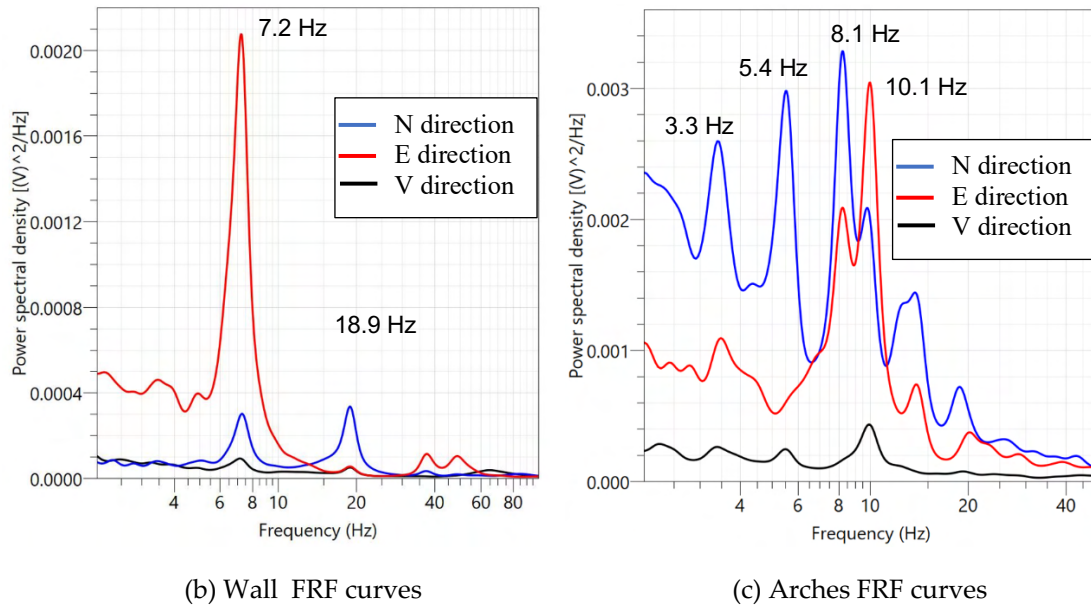 7.2 Hz
18.9 Hz
N direction
E direction
V direction
Power spectral density [(V)^2/Hz]
0.0020
0.0016
0.0012
0.0008
0.0004
0.0000
4 6 8 10 20 40 60 80
Frequency (Hz)
(b) Wall FRF curves
3.3 Hz
5.4 Hz
8.1 Hz
10.1 Hz
N direction
E direction
V direction
Power spectral density [(V)^2/Hz]
0.003
0.002
0.001
0.000
4 6 8 10 20 40
Frequency (Hz)
(c) Arches FRF curves